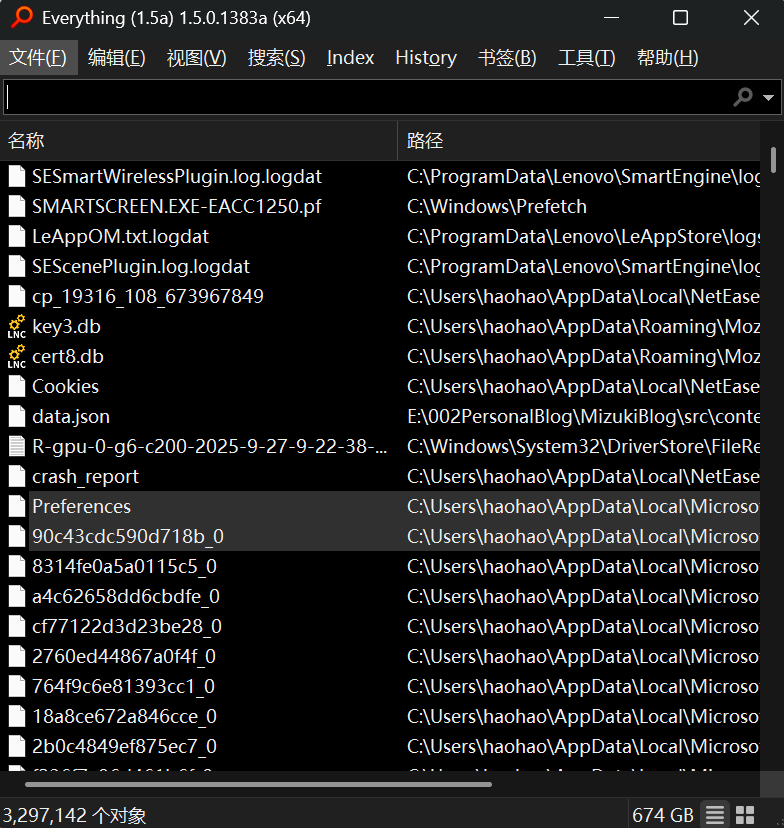 Everything (1.5a) 1.5.0.1383a (x64)
文件(F) 编辑(E) 视图(V) 搜索(S) Index History 书签(B) 工具(T) 帮助(H)
名称 路径
SESmartWirelessPlugin.log.logdat C:\ProgramData\Lenovo\SmartEngine\log
SMARTSCREEN.EXE-EACC1250.pf C:\Windows\Prefetch
LeAppOM.txt.logdat C:\ProgramData\Lenovo\LeAppStore\logs
SEScenePlugin.log.logdat C:\ProgramData\Lenovo\SmartEngine\log
cp_19316_108_673967849 C:\Users\haohao\AppData\Local\NetEase
LNC key3.db C:\Users\haohao\AppData\Roaming\Moz
LNC cert8.db C:\Users\haohao\AppData\Roaming\Moz
Cookies C:\Users\haohao\AppData\Local\NetEase
data.json E:\002PersonalBlog\MizukiBlog\src\conte
R-gpu-0-g6-c200-2025-9-27-9-22-38-... C:\Windows\System32\DriverStore\FileRe
crash_report C:\Users\haohao\AppData\Local\NetEase
Preferences C:\Users\haohao\AppData\Local\Microso
90c43cdc590d718b_0 C:\Users\haohao\AppData\Local\Microso
8314fe0a5a0115c5_0 C:\Users\haohao\AppData\Local\Microso
a4c62658dd6cbdfe_0 C:\Users\haohao\AppData\Local\Microso
cf77122d3d23be28_0 C:\Users\haohao\AppData\Local\Microso
2760ed44867a0f4f_0 C:\Users\haohao\AppData\Local\Microso
764f9c6e81393cc1_0 C:\Users\haohao\AppData\Local\Microso
18a8ce672a846cce_0 C:\Users\haohao\AppData\Local\Microso
2b0c4849ef875ec7_0 C:\Users\haohao\AppData\Local\Microso
3,297,142 个对象 674 GB